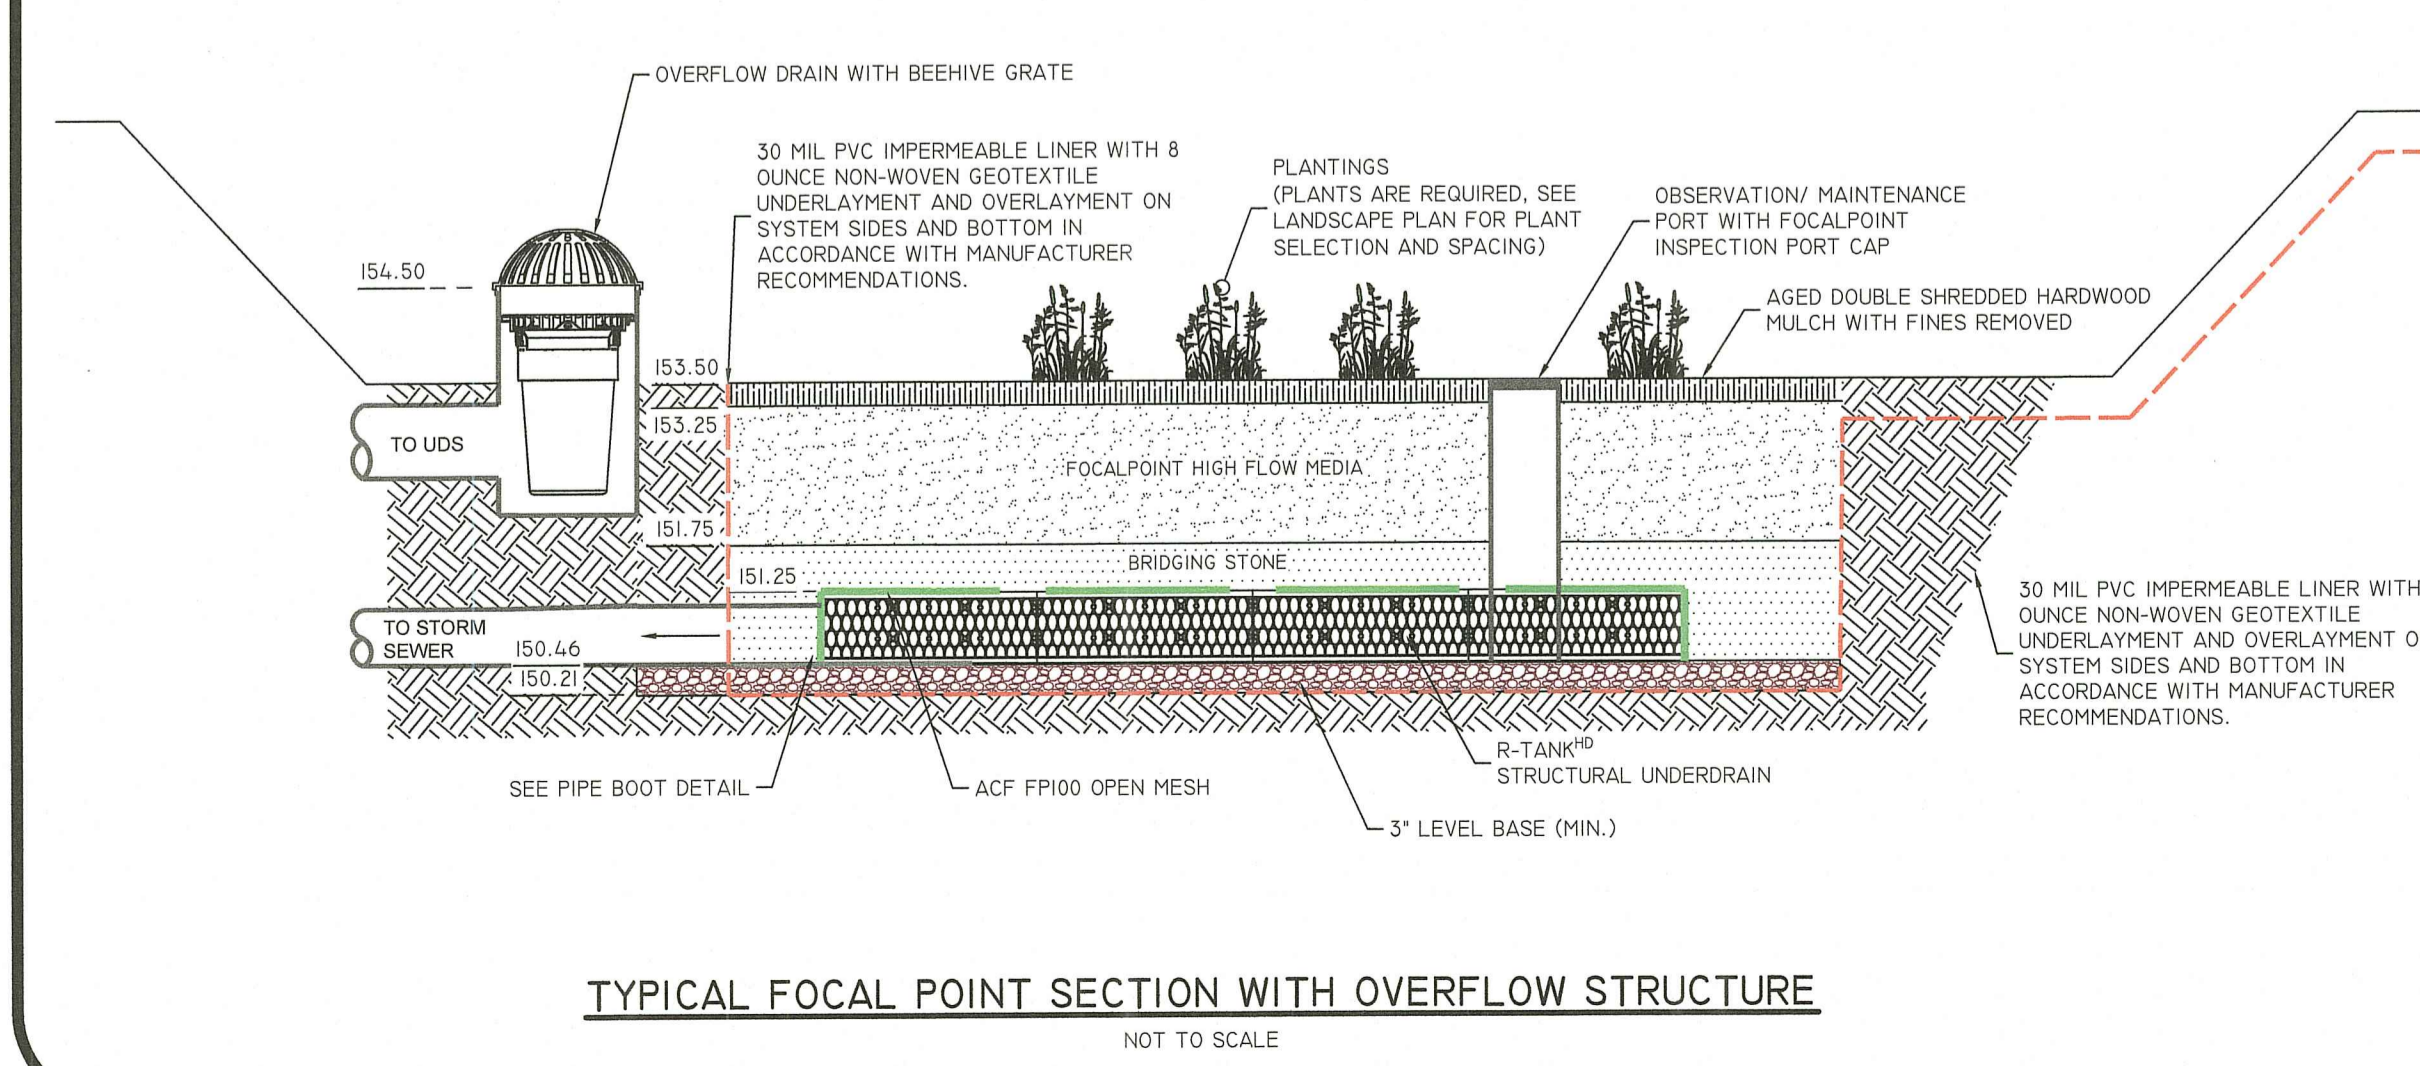 OVERFLOW DRAIN WITH BEEHIVE GRATE
30 MIL PVC IMPERMEABLE LINER WITH 8
OUNCE NON-WOVEN GEOTEXTILE
UNDERLAYMENT AND OVERLAYMENT ON
SYSTEM SIDES AND BOTTOM IN
ACCORDANCE WITH MANUFACTURER
RECOMMENDATIONS.
PLANTINGS
(PLANTS ARE REQUIRED, SEE
LANDSCAPE PLAN FOR PLANT
SELECTION AND SPACING)
OBSERVATION/ MAINTENANCE
PORT WITH FOCALPOINT
INSPECTION PORT CAP
AGED DOUBLE SHREDDED HARDWOOD
MULCH WITH FINES REMOVED
154.50
153.50
153.25
TO UDS
FOCALPOINT HIGH FLOW MEDIA
151.75
BRIDGING STONE
151.25
TO STORM
SEWER
150.46
150.21
30 MIL PVC IMPERMEABLE LINER WITH
OUNCE NON-WOVEN GEOTEXTILE
UNDERLAYMENT AND OVERLAYMENT O
SYSTEM SIDES AND BOTTOM IN
ACCORDANCE WITH MANUFACTURER
RECOMMENDATIONS.
SEE PIPE BOOT DETAIL
ACF FP100 OPEN MESH
R-TANKHD
STRUCTURAL UNDERDRAIN
3" LEVEL BASE (MIN.)
TYPICAL FOCAL POINT SECTION WITH OVERFLOW STRUCTURE
NOT TO SCALE